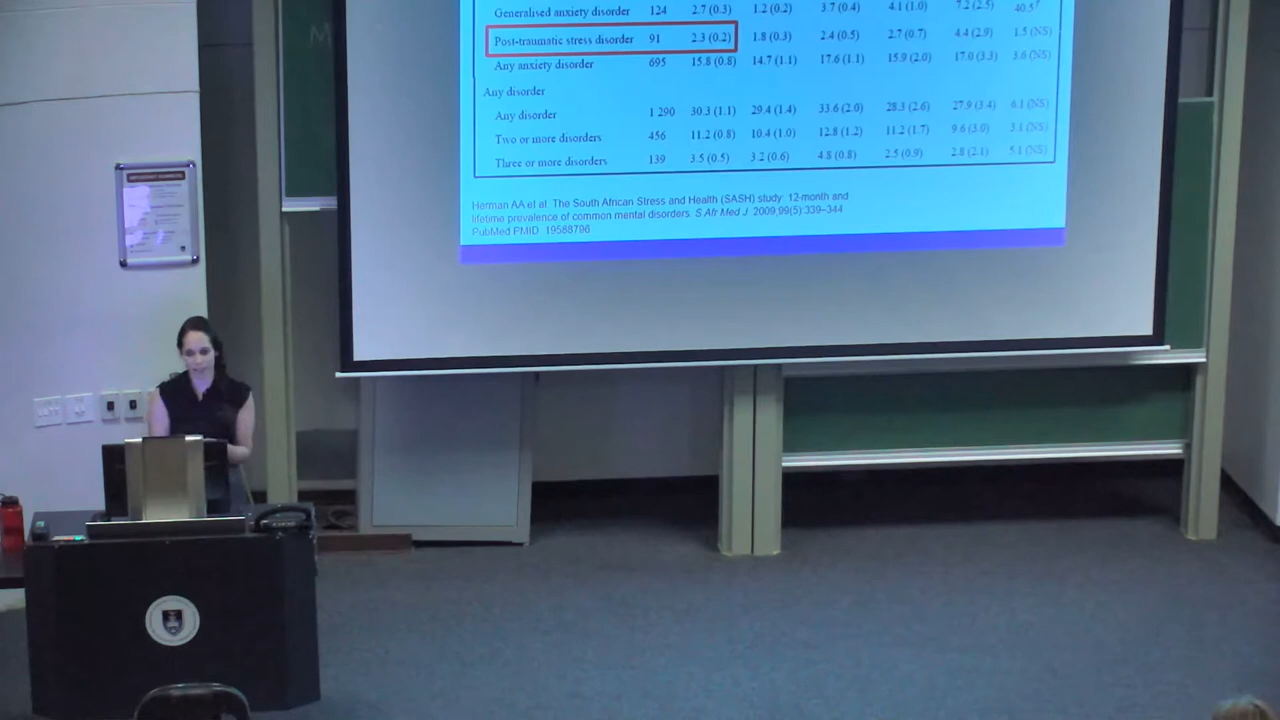 Generalised anxiety disorder 124 2.7 (0.3) 1.2 (0.2) 3.7 (0.4) 4.1 (1.0) 7.2 (2.5) 40.5†
Post-traumatic stress disorder 91 2.3 (0.2) 1.8 (0.3) 2.4 (0.5) 2.7 (0.7) 4.4 (2.9) 1.5 (NS)
Any anxiety disorder 695 15.8 (0.8) 14.7 (1.1) 17.6 (1.1) 15.9 (2.0) 17.0 (3.3) 3.6 (NS)
Any disorder
Any disorder 1 290 30.3 (1.1) 29.4 (1.4) 33.6 (2.0) 28.3 (2.6) 27.9 (3.4) 6.1 (NS)
Two or more disorders 456 11.2 (0.8) 10.4 (1.0) 12.8 (1.2) 11.2 (1.7) 9.6 (3.0) 3.1 (NS)
Three or more disorders 139 3.5 (0.5) 3.2 (0.6) 4.8 (0.8) 2.5 (0.9) 2.8 (2.1) 5.1 (NS)
Herman AA et al. The South African Stress and Health (SASH) study: 12-month and
lifetime prevalence of common mental disorders. S Afr Med J. 2009;99(5):339–344
PubMed PMID: 19588796